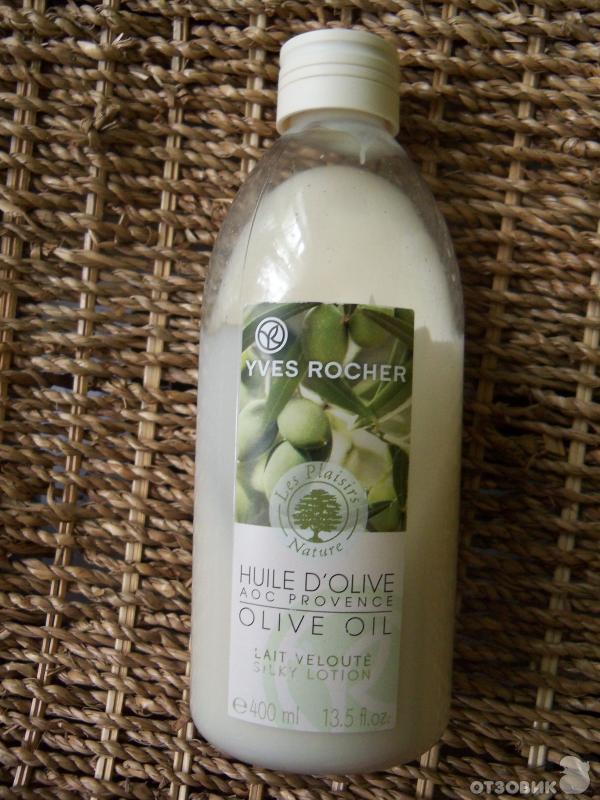 YVES ROCHER
Les Plaisirs
Nature
HUILE D'OLIVE
AOC PROVENCE
OLIVE OIL
LAIT VELOUTÉ
SILKY LOTION
℮400 ml 13.5 fl.oz.
ОТЗОВИК